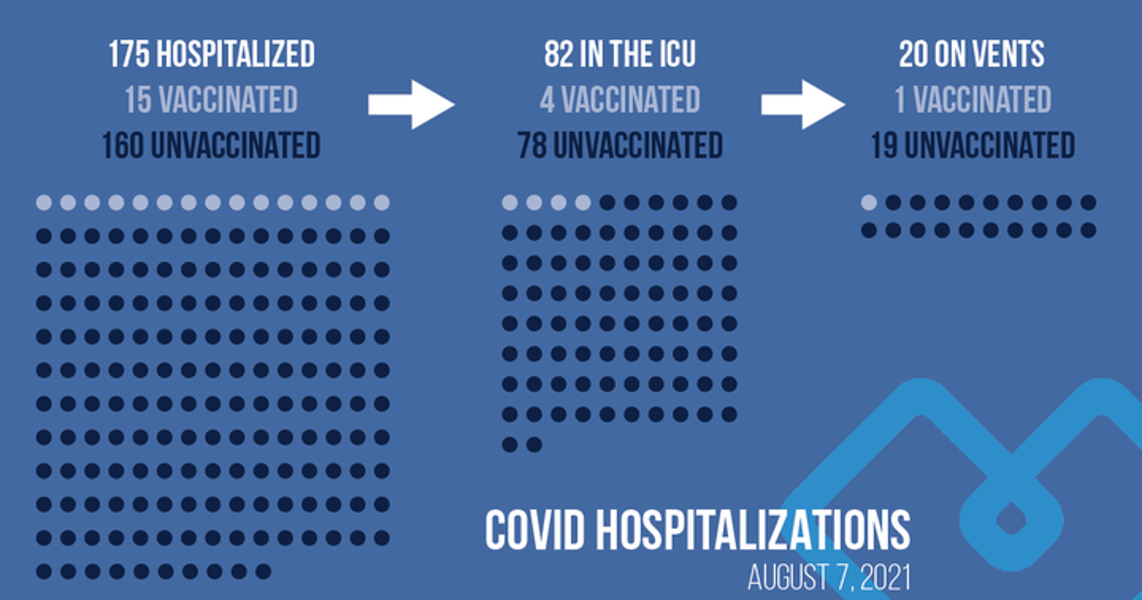 175 HOSPITALIZED
15 VACCINATED
160 UNVACCINATED
82 IN THE ICU
4 VACCINATED
78 UNVACCINATED
20 ON VENTS
1 VACCINATED
19 UNVACCINATED
COVID HOSPITALIZATIONS
AUGUST 7, 2021